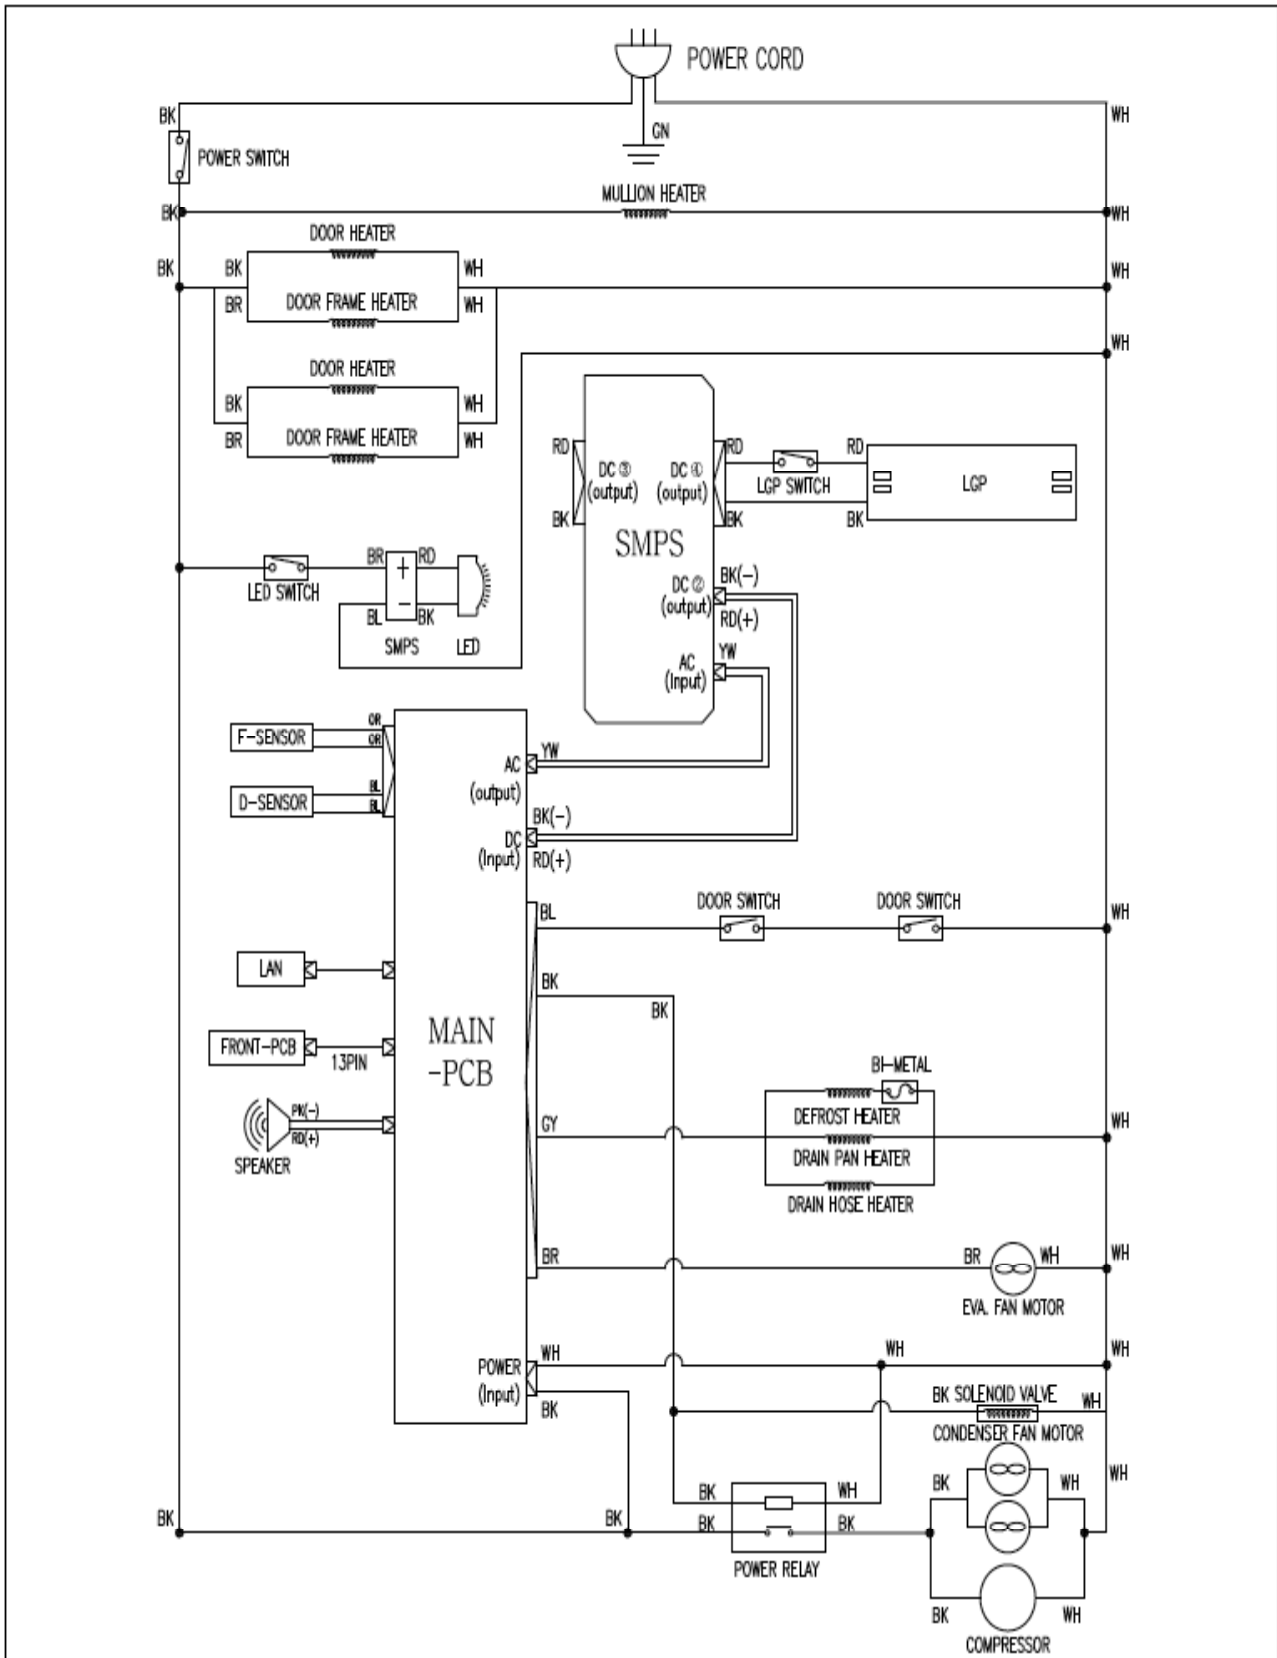 POWER CORD
BK
WH
GN
POWER SWITCH
MULLION HEATER
BK
WH
DOOR HEATER
BK
BK
WH
WH
BR
DOOR FRAME HEATER
WH
DOOR HEATER
WH
BK
WH
BR
DOOR FRAME HEATER
WH
RD
DC ③
(output)
BK
RD
DC ④
(output)
BK
LGP SWITCH
RD
BK
LGP
SMPS
DC ②
(output)
BK(-)
RD(+)
AC
(Input)
YW
LED SWITCH
BR
RD
+
-
BL
BK
SMPS
LED
F-SENSOR
OR
OR
D-SENSOR
BL
BL
AC
(output)
YW
BK(-)
DC
(Input)
RD(+)
BL
DOOR SWITCH
DOOR SWITCH
WH
LAN
BK
BK
FRONT-PCB
13PIN
MAIN
-PCB
BI-METAL
DEFROST HEATER
GY
WH
DRAIN PAN HEATER
DRAIN HOSE HEATER
PK(-)
RD(+)
SPEAKER
BR
BR
WH
WH
EVA. FAN MOTOR
POWER
(Input)
WH
WH
WH
BK
BK
SOLENOID VALVE
WH
CONDENSER FAN MOTOR
BK
WH
WH
BK
WH
BK
BK
BK
BK
POWER RELAY
BK
WH
COMPRESSOR